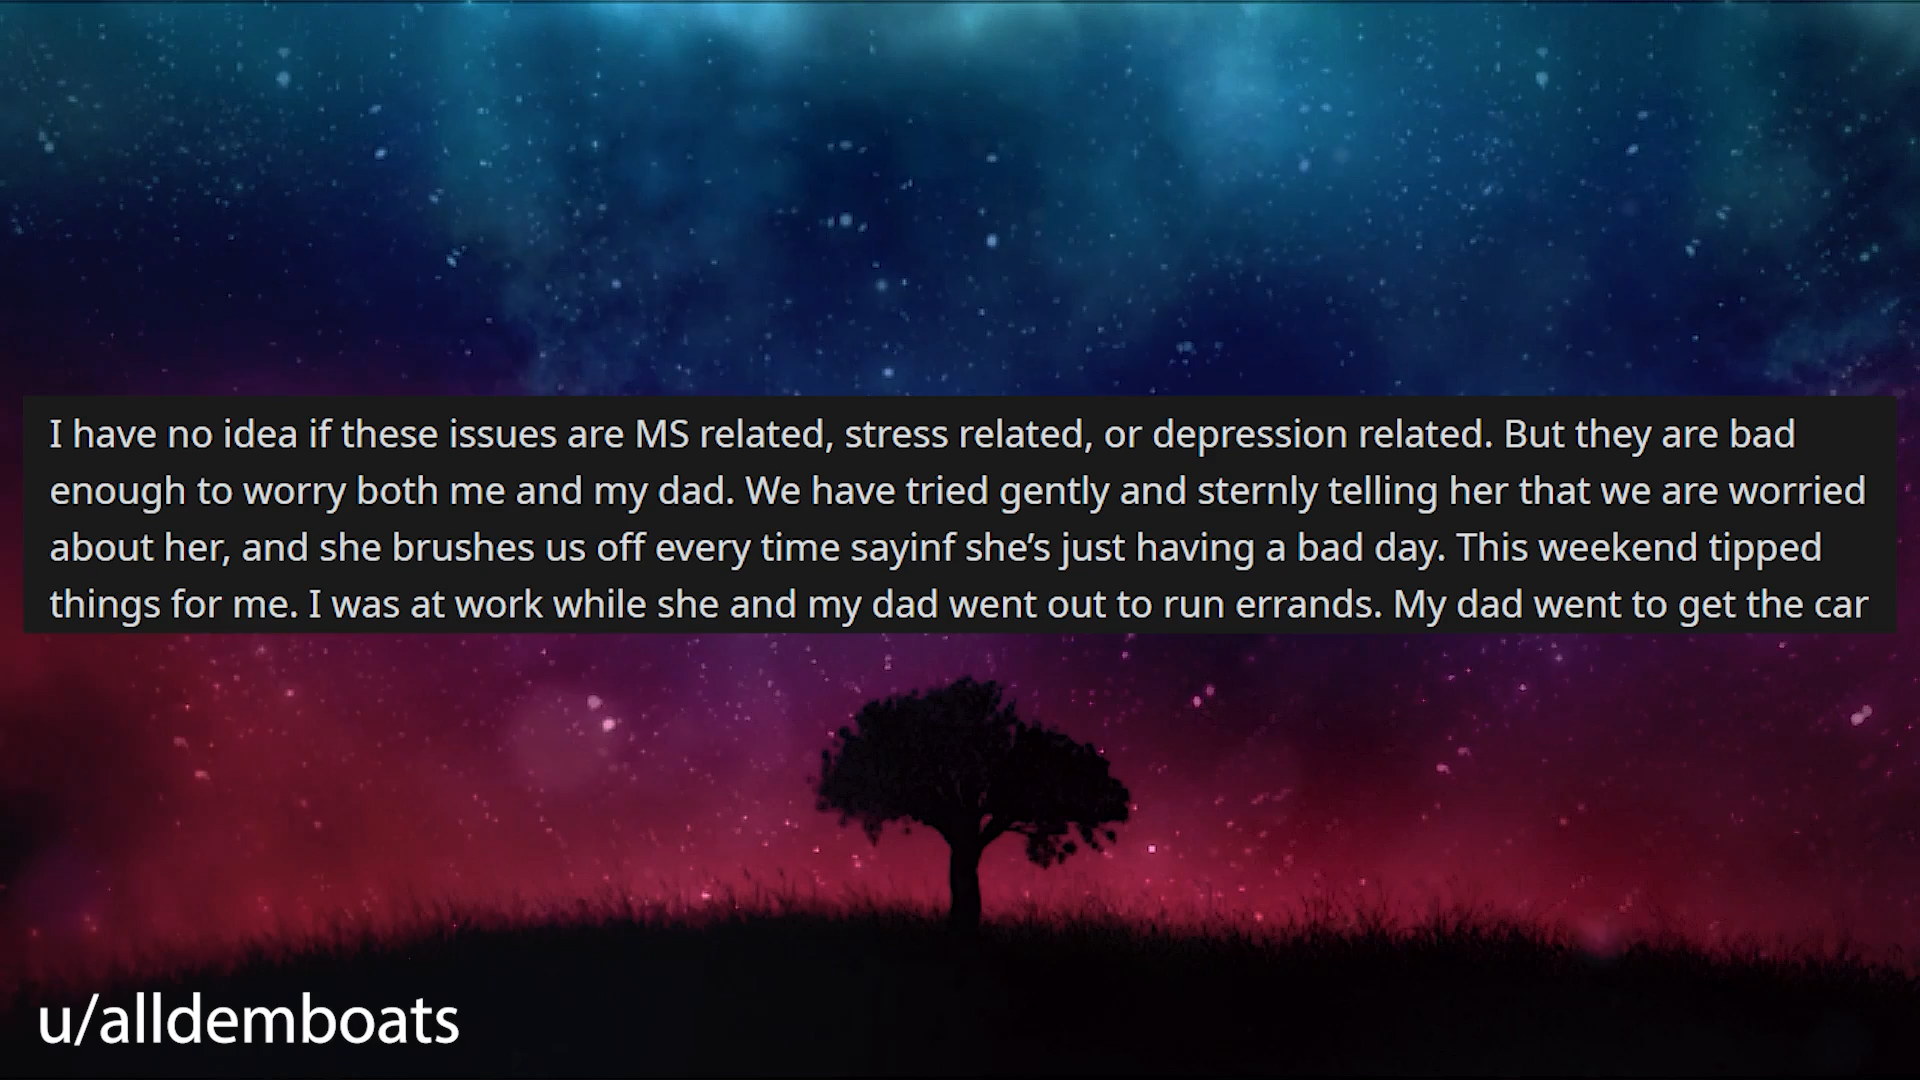 I have no idea if these issues are MS related, stress related, or depression related. But they are bad
enough to worry both me and my dad. We have tried gently and sternly telling her that we are worried
about her, and she brushes us off every time sayinf she’s just having a bad day. This weekend tipped
things for me. I was at work while she and my dad went out to run errands. My dad went to get the car
u/alldemboats